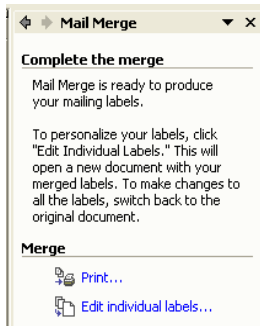 Mail Merge
Complete the merge
Mail Merge is ready to produce
your mailing labels.
To personalize your labels, click
"Edit Individual Labels." This will
open a new document with your
merged labels. To make changes to
all the labels, switch back to the
original document.
Merge
Print...
Edit individual labels...